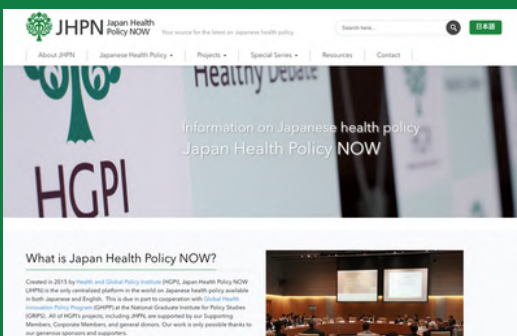 JHPN Japan Health Policy NOW
Your source for the latest on Japanese health policy
Search here...
日本語
About JHPN
Japanese Health Policy
Projects
Special Series
Resources
Contact
Healthy Debate
HGPI
Information on Japanese health policy
Japan Health Policy NOW
What is Japan Health Policy NOW?
Created in 2015 by Health and Global Policy Institute (HGPI), Japan Health Policy NOW
(JHPN) is the only centralized platform in the world on Japanese health policy available
in both Japanese and English. This is due in part to cooperation with Global Health
Innovation Policy Program (GHIPP) at the National Graduate Institute for Policy Studies
(GRIPS). All of HGPI's projects, including JHPN, are supported by our Supporting
Members, Corporate Members, and general donors. Our work is only possible thanks to
our generous sponsors and supporters.